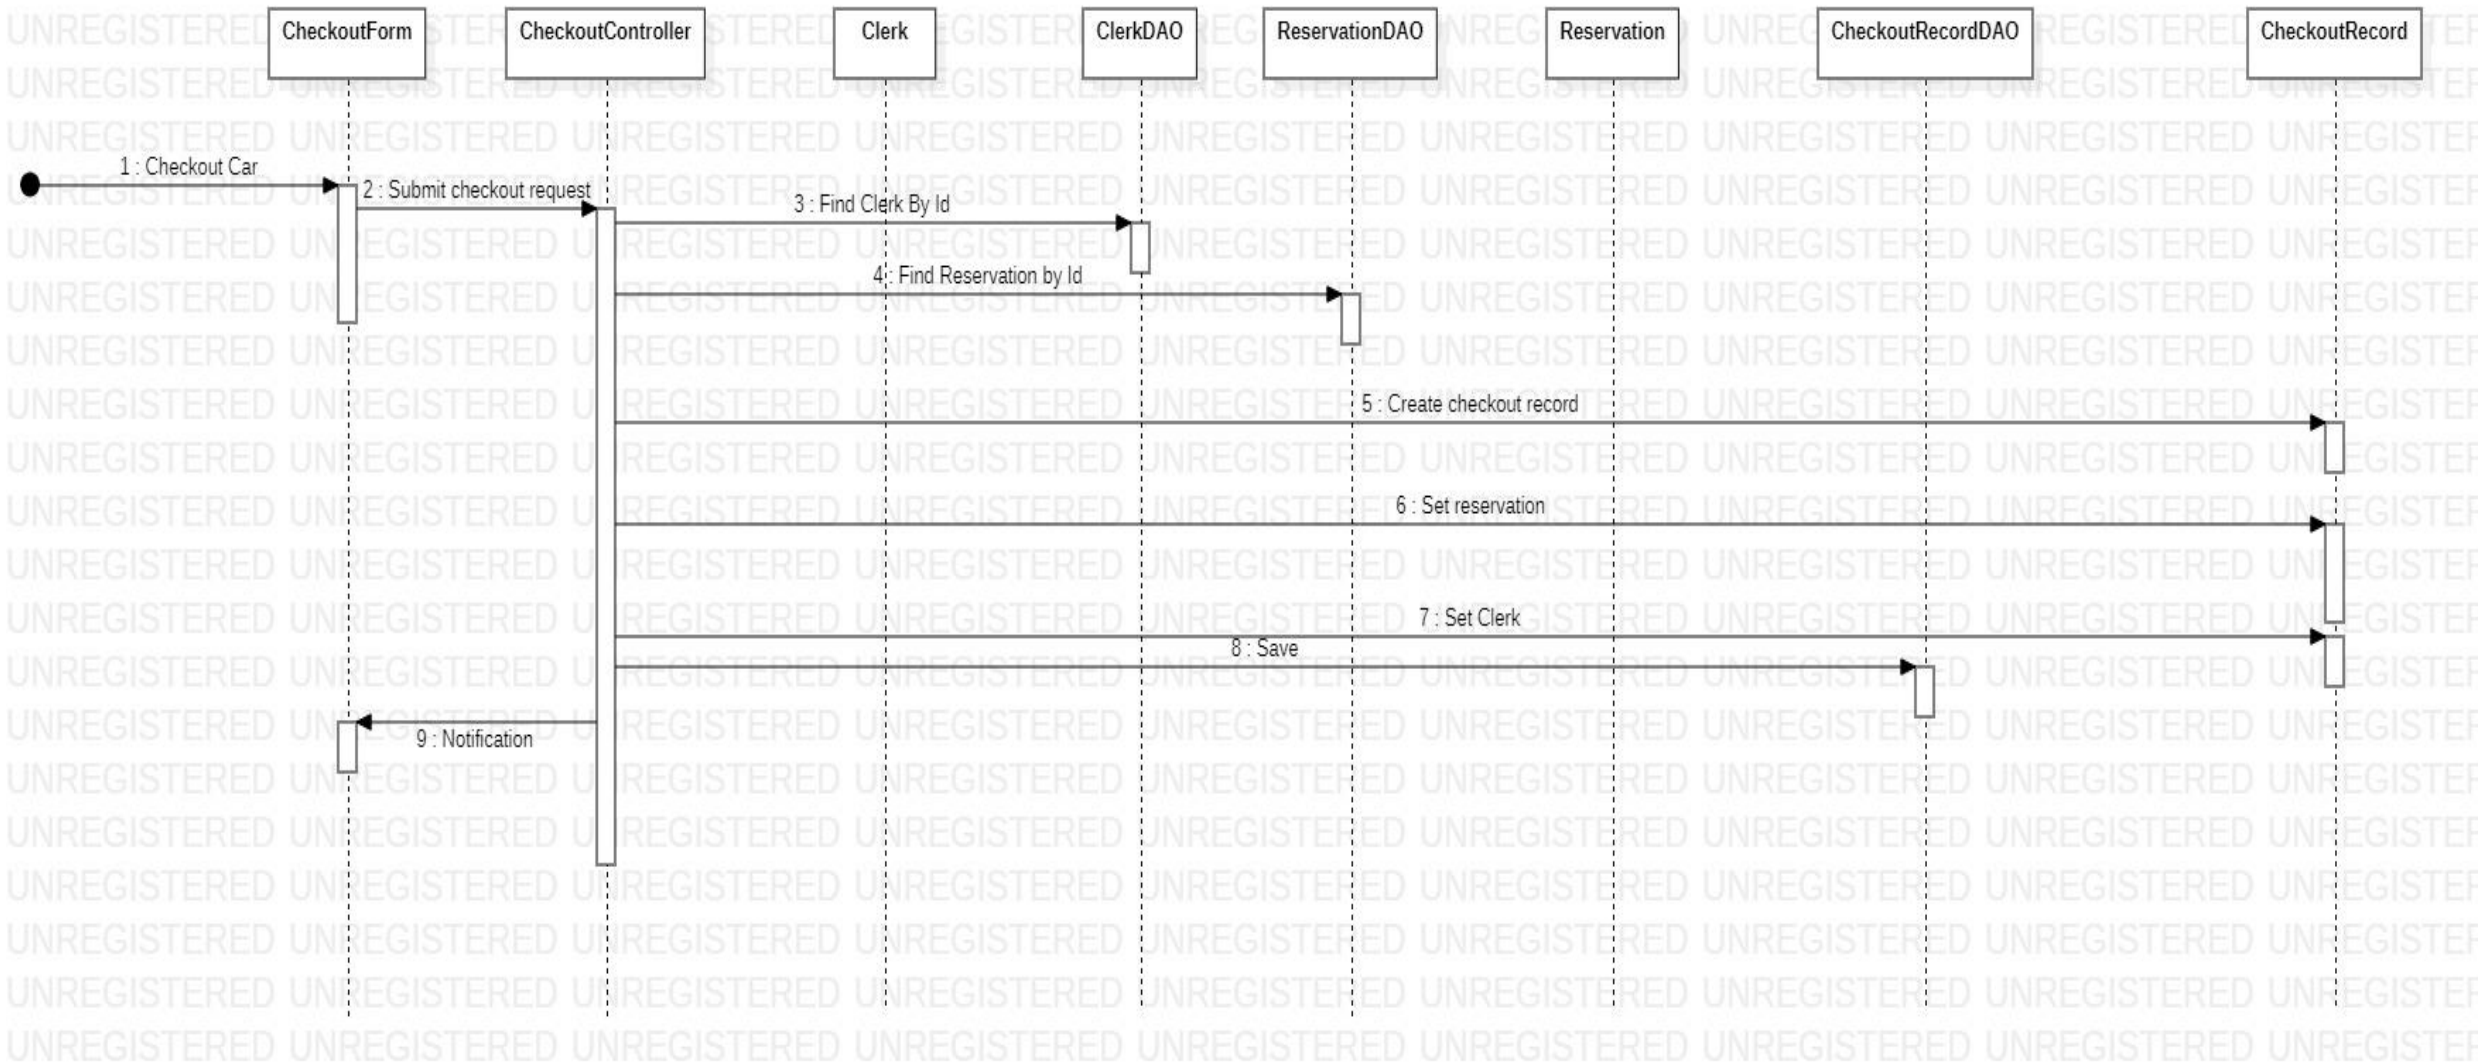 CheckoutForm CheckoutController Clerk ClerkDAO ReservationDAO Reservation CheckoutRecordDAO CheckoutRecord
1 : Checkout Car
2 : Submit checkout request
3 : Find Clerk By Id
4 : Find Reservation by Id
5 : Create checkout record
6 : Set reservation
7 : Set Clerk
8 : Save
9 : Notification
UNREGISTERED